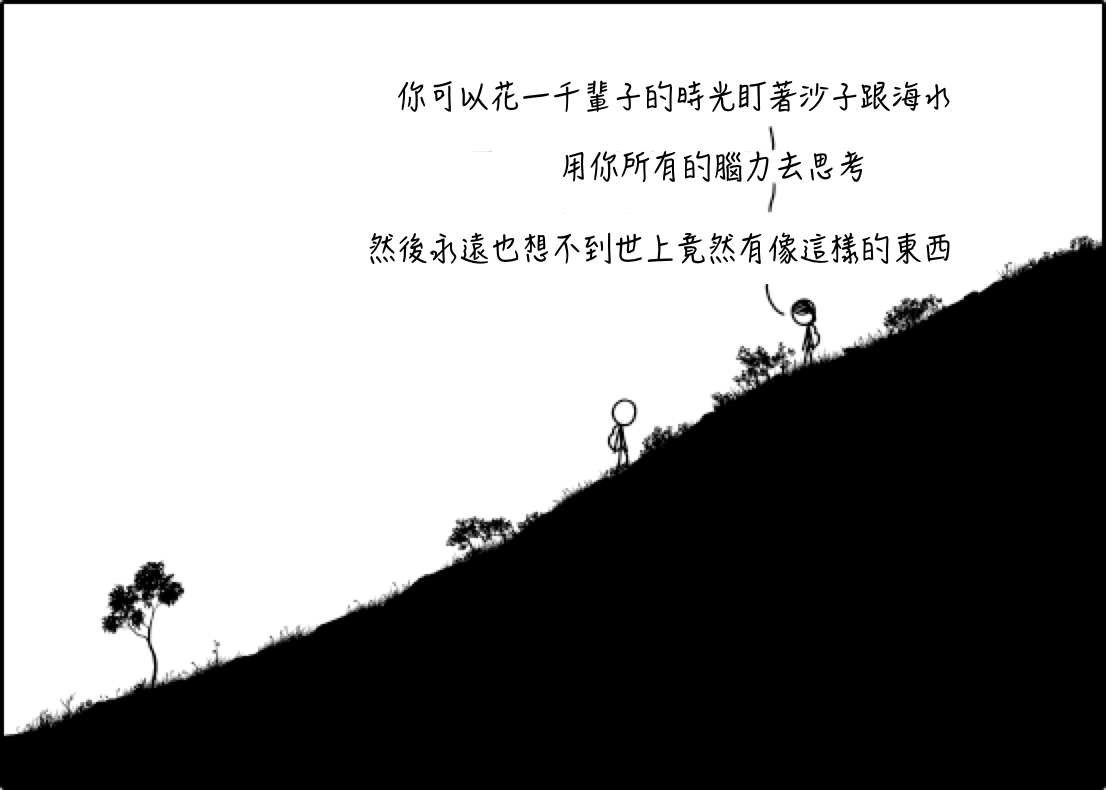 你可以花一千輩子的時光盯著沙子跟海水
用你所有的腦力去思考
然後永遠也想不到世上竟然有像這樣的東西